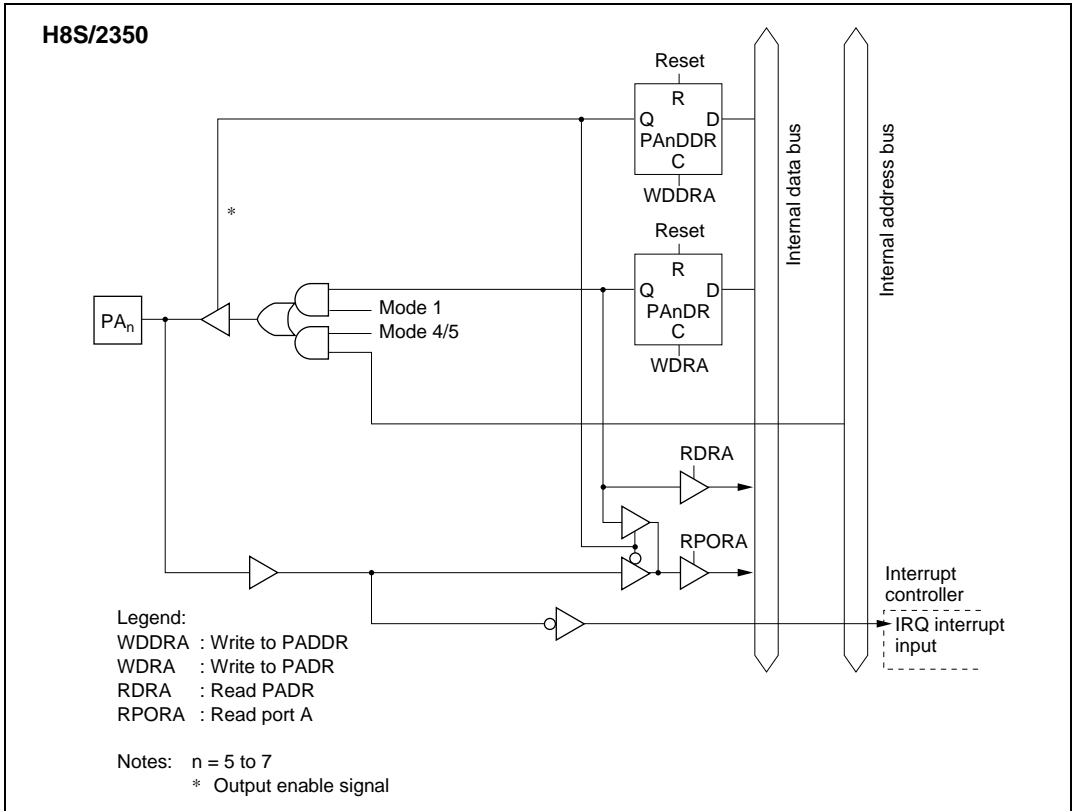 H8S/2350
Reset
R
Q D
PAnDDR
C
WDDRA
*
Reset
R
Q D
PAnDR
C
WDRA
Internal data bus
Internal address bus
PAn
Mode 1
Mode 4/5
RDRA
RPORA
Interrupt
controller
IRQ interrupt
input
Legend:
WDDRA : Write to PADDR
WDRA : Write to PADR
RDRA : Read PADR
RPORA : Read port A
Notes: n = 5 to 7
* Output enable signal